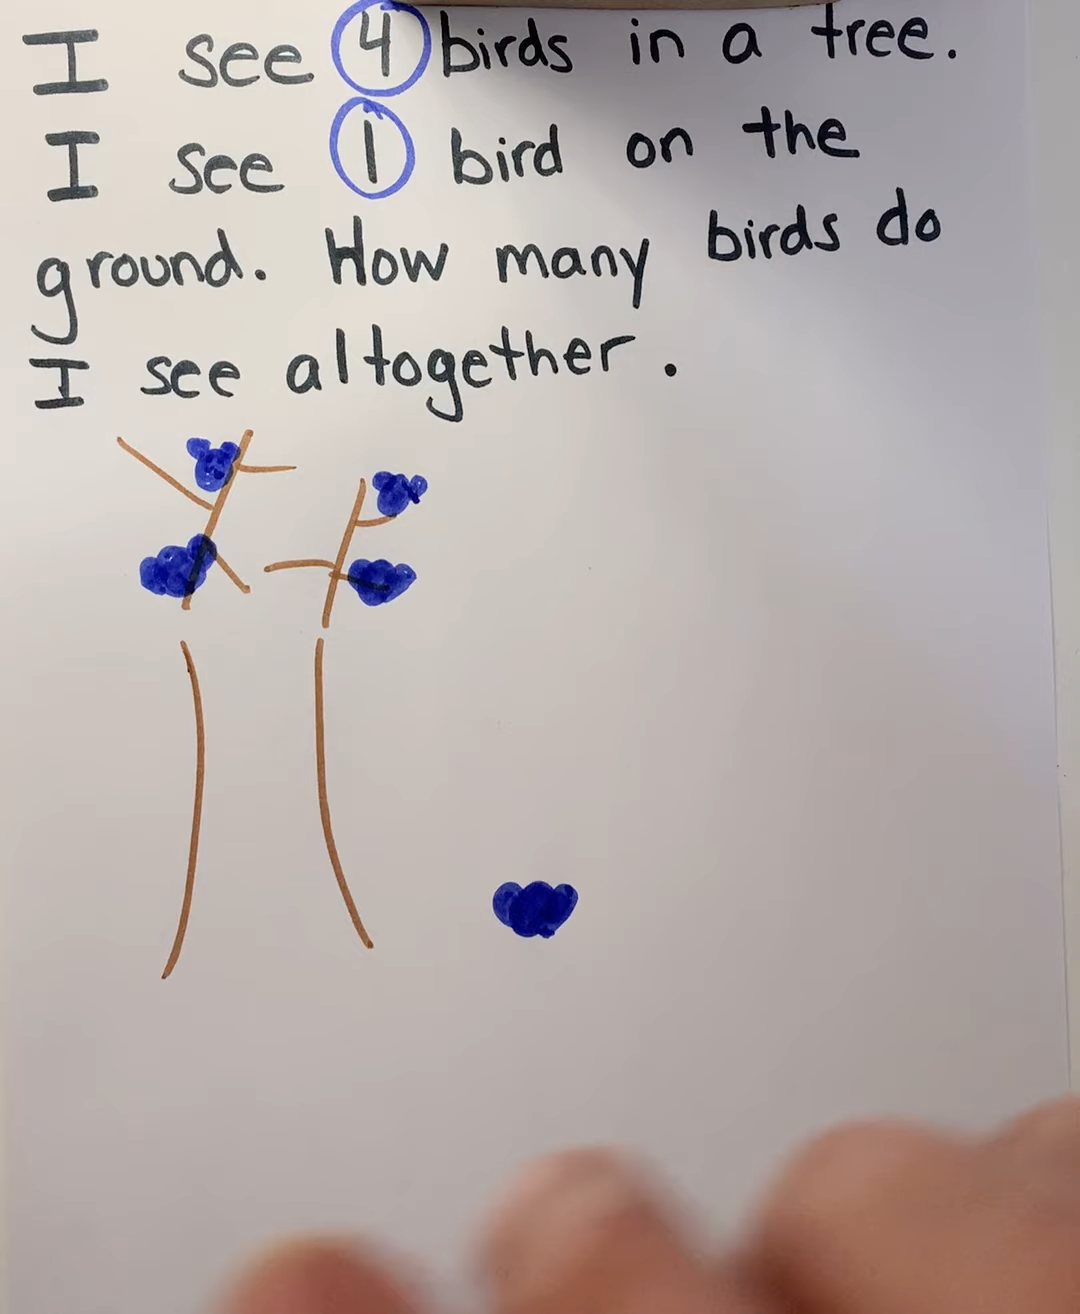 I see 4 birds in a tree.
I see 1 bird on the
ground. How many birds do
I see altogether.